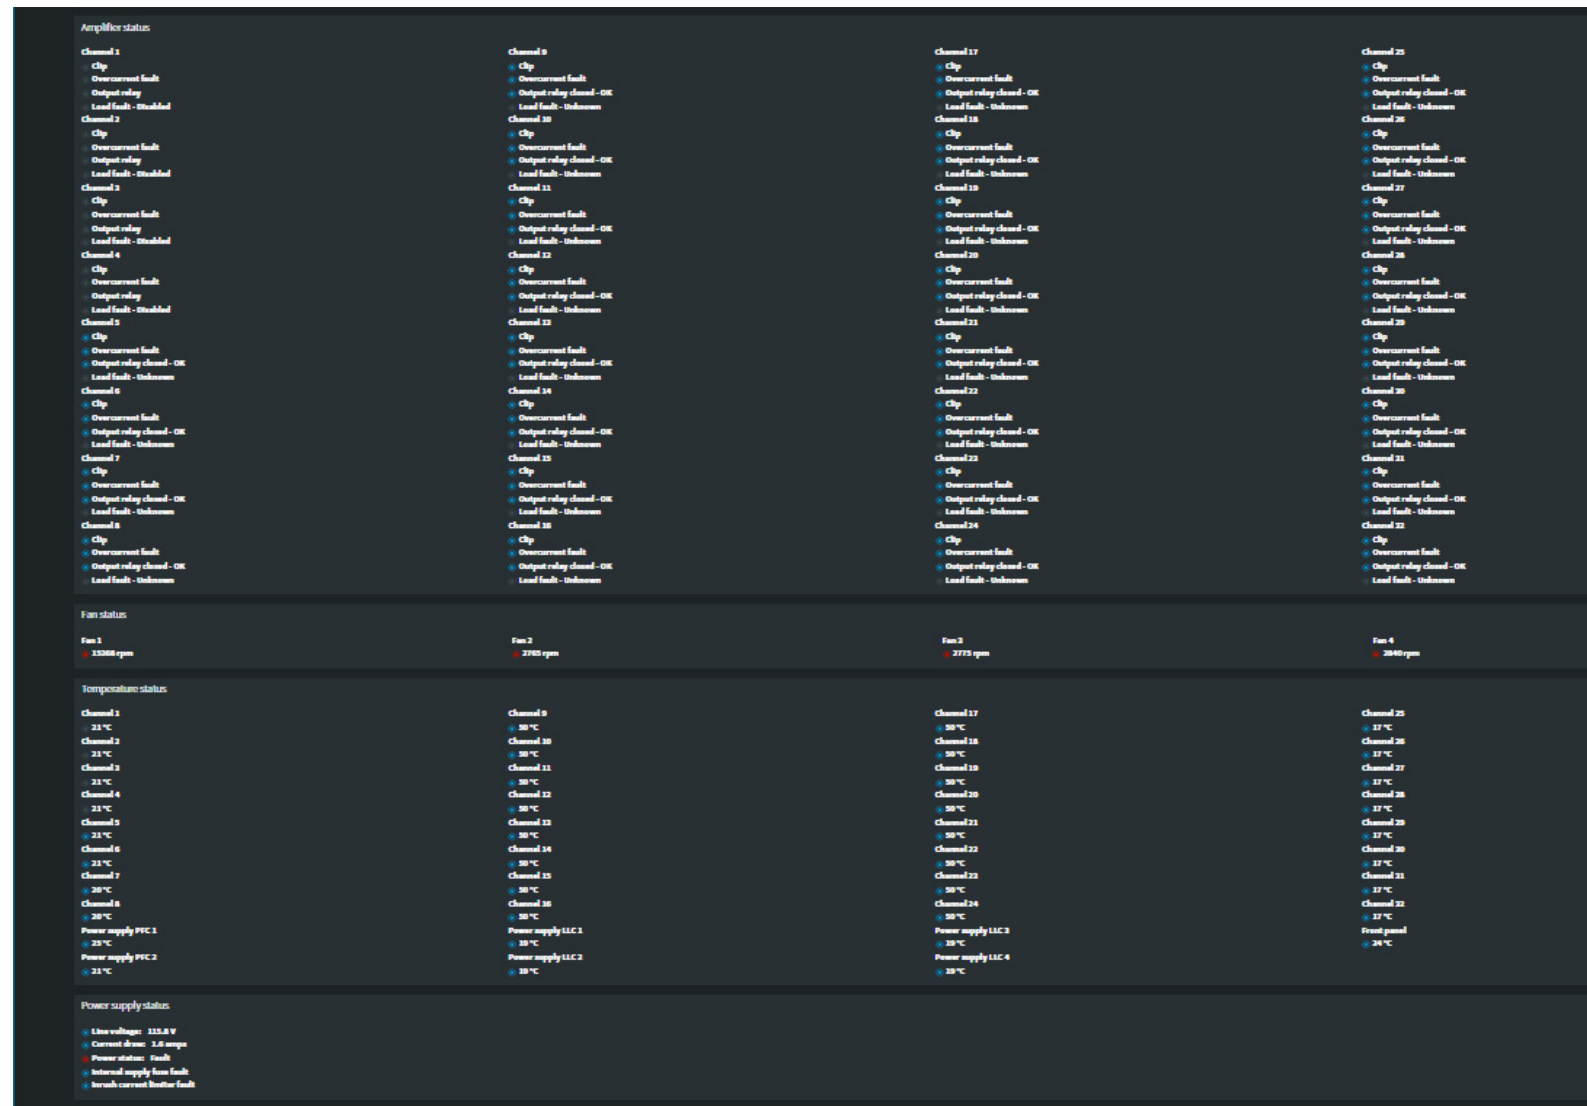 Amplifier status
Channel 1
Clip
Overcurrent fault
Output relay
Load fault - Disabled
Channel 2
Clip
Overcurrent fault
Output relay
Load fault - Disabled
Channel 3
Clip
Overcurrent fault
Output relay
Load fault - Disabled
Channel 4
Clip
Overcurrent fault
Output relay
Load fault - Disabled
Channel 5
Clip
Overcurrent fault
Output relay closed - OK
Load fault - Unknown
Channel 6
Clip
Overcurrent fault
Output relay closed - OK
Load fault - Unknown
Channel 7
Clip
Overcurrent fault
Output relay closed - OK
Load fault - Unknown
Channel 8
Clip
Overcurrent fault
Output relay closed - OK
Load fault - Unknown
Channel 9
Clip
Overcurrent fault
Output relay closed - OK
Load fault - Unknown
Channel 10
Clip
Overcurrent fault
Output relay closed - OK
Load fault - Unknown
Channel 11
Clip
Overcurrent fault
Output relay closed - OK
Load fault - Unknown
Channel 12
Clip
Overcurrent fault
Output relay closed - OK
Load fault - Unknown
Channel 13
Clip
Overcurrent fault
Output relay closed - OK
Load fault - Unknown
Channel 14
Clip
Overcurrent fault
Output relay closed - OK
Load fault - Unknown
Channel 15
Clip
Overcurrent fault
Output relay closed - OK
Load fault - Unknown
Channel 16
Clip
Overcurrent fault
Output relay closed - OK
Load fault - Unknown
Channel 17
Clip
Overcurrent fault
Output relay closed - OK
Load fault - Unknown
Channel 18
Clip
Overcurrent fault
Output relay closed - OK
Load fault - Unknown
Channel 19
Clip
Overcurrent fault
Output relay closed - OK
Load fault - Unknown
Channel 20
Clip
Overcurrent fault
Output relay closed - OK
Load fault - Unknown
Channel 21
Clip
Overcurrent fault
Output relay closed - OK
Load fault - Unknown
Channel 22
Clip
Overcurrent fault
Output relay closed - OK
Load fault - Unknown
Channel 23
Clip
Overcurrent fault
Output relay closed - OK
Load fault - Unknown
Channel 24
Clip
Overcurrent fault
Output relay closed - OK
Load fault - Unknown
Channel 25
Clip
Overcurrent fault
Output relay closed - OK
Load fault - Unknown
Channel 26
Clip
Overcurrent fault
Output relay closed - OK
Load fault - Unknown
Channel 27
Clip
Overcurrent fault
Output relay closed - OK
Load fault - Unknown
Channel 28
Clip
Overcurrent fault
Output relay closed - OK
Load fault - Unknown
Channel 29
Clip
Overcurrent fault
Output relay closed - OK
Load fault - Unknown
Channel 30
Clip
Overcurrent fault
Output relay closed - OK
Load fault - Unknown
Channel 31
Clip
Overcurrent fault
Output relay closed - OK
Load fault - Unknown
Channel 32
Clip
Overcurrent fault
Output relay closed - OK
Load fault - Unknown
Fan status
Fan 1
15268 rpm
Fan 2
2765 rpm
Fan 3
2775 rpm
Fan 4
2840 rpm
Temperature status
Channel 1
21 °C
Channel 2
21 °C
Channel 3
21 °C
Channel 4
21 °C
Channel 5
21 °C
Channel 6
21 °C
Channel 7
20 °C
Channel 8
20 °C
Power supply PFC 1
25 °C
Power supply PFC 2
21 °C
Channel 9
50 °C
Channel 10
50 °C
Channel 11
50 °C
Channel 12
50 °C
Channel 13
50 °C
Channel 14
50 °C
Channel 15
50 °C
Channel 16
50 °C
Power supply LLC 1
19 °C
Power supply LLC 2
19 °C
Channel 17
50 °C
Channel 18
50 °C
Channel 19
50 °C
Channel 20
50 °C
Channel 21
50 °C
Channel 22
50 °C
Channel 23
50 °C
Channel 24
50 °C
Power supply LLC 3
19 °C
Power supply LLC 4
19 °C
Channel 25
17 °C
Channel 26
17 °C
Channel 27
17 °C
Channel 28
17 °C
Channel 29
17 °C
Channel 30
17 °C
Channel 31
17 °C
Channel 32
17 °C
Front panel
24 °C
Power supply status
Line voltage: 115.8 V
Current draw: 1.6 amps
Power status: Fault
Internal supply fuse fault
Inrush current limiter fault